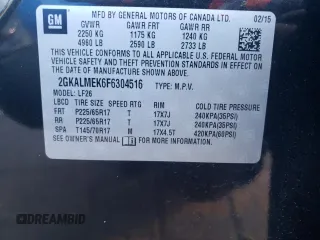 GM
MFD BY GENERAL MOTORS OF CANADA LTD. 02/15
GVWR GAWR FRT GAWR RR
2250 KG 1175 KG 1240 KG
4960 LB 2590 LB 2733 LB
THIS VEHICLE CONFORMS TO ALL APPLICABLE U.S. FEDERAL MOTOR
VEHICLE SAFETY, BUMPER, AND THEFT PREVENTION STANDARDS IN
EFFECT ON THE DATE OF MANUFACTURE SHOWN ABOVE.
2GKALMEK6F6304516 TYPE: M.P.V.
MODEL: LF26
LBCD TIRE SIZE SPEED RTG RIM COLD TIRE PRESSURE
FRT P225/65R17 T 17X7J 240KPA(35PSI)
RR P225/65R17 T 17X7J 240KPA(35PSI)
SPA T145/70R17 M 17X4.5T 420KPA(60PSI)
SEE OWNER'S MANUAL FOR ADDITIONAL INFORMATION
DREAMBID AUTO HISTORY